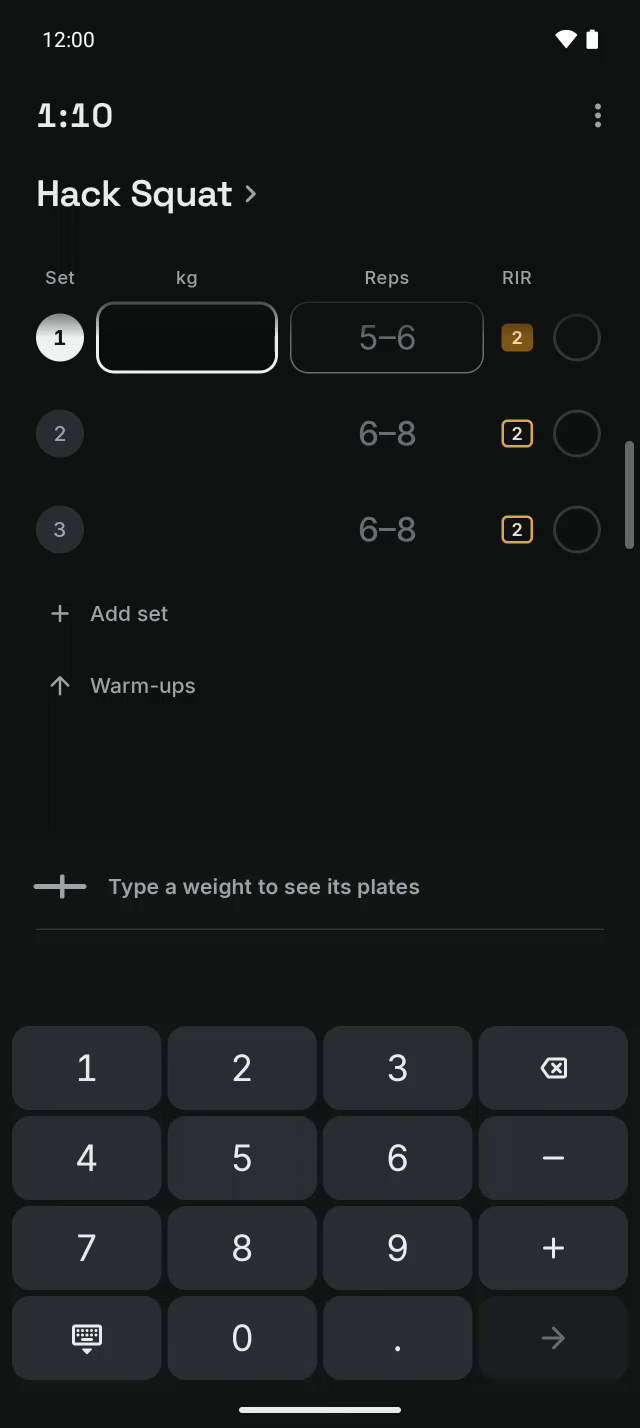 12:00
1:10
Hack Squat
Set kg Reps RIR
1 5–6 2
2 6–8 2
3 6–8 2
+ Add set
Warm-ups
Type a weight to see its plates
1 2 3
4 5 6 −
7 8 9 +
0 .